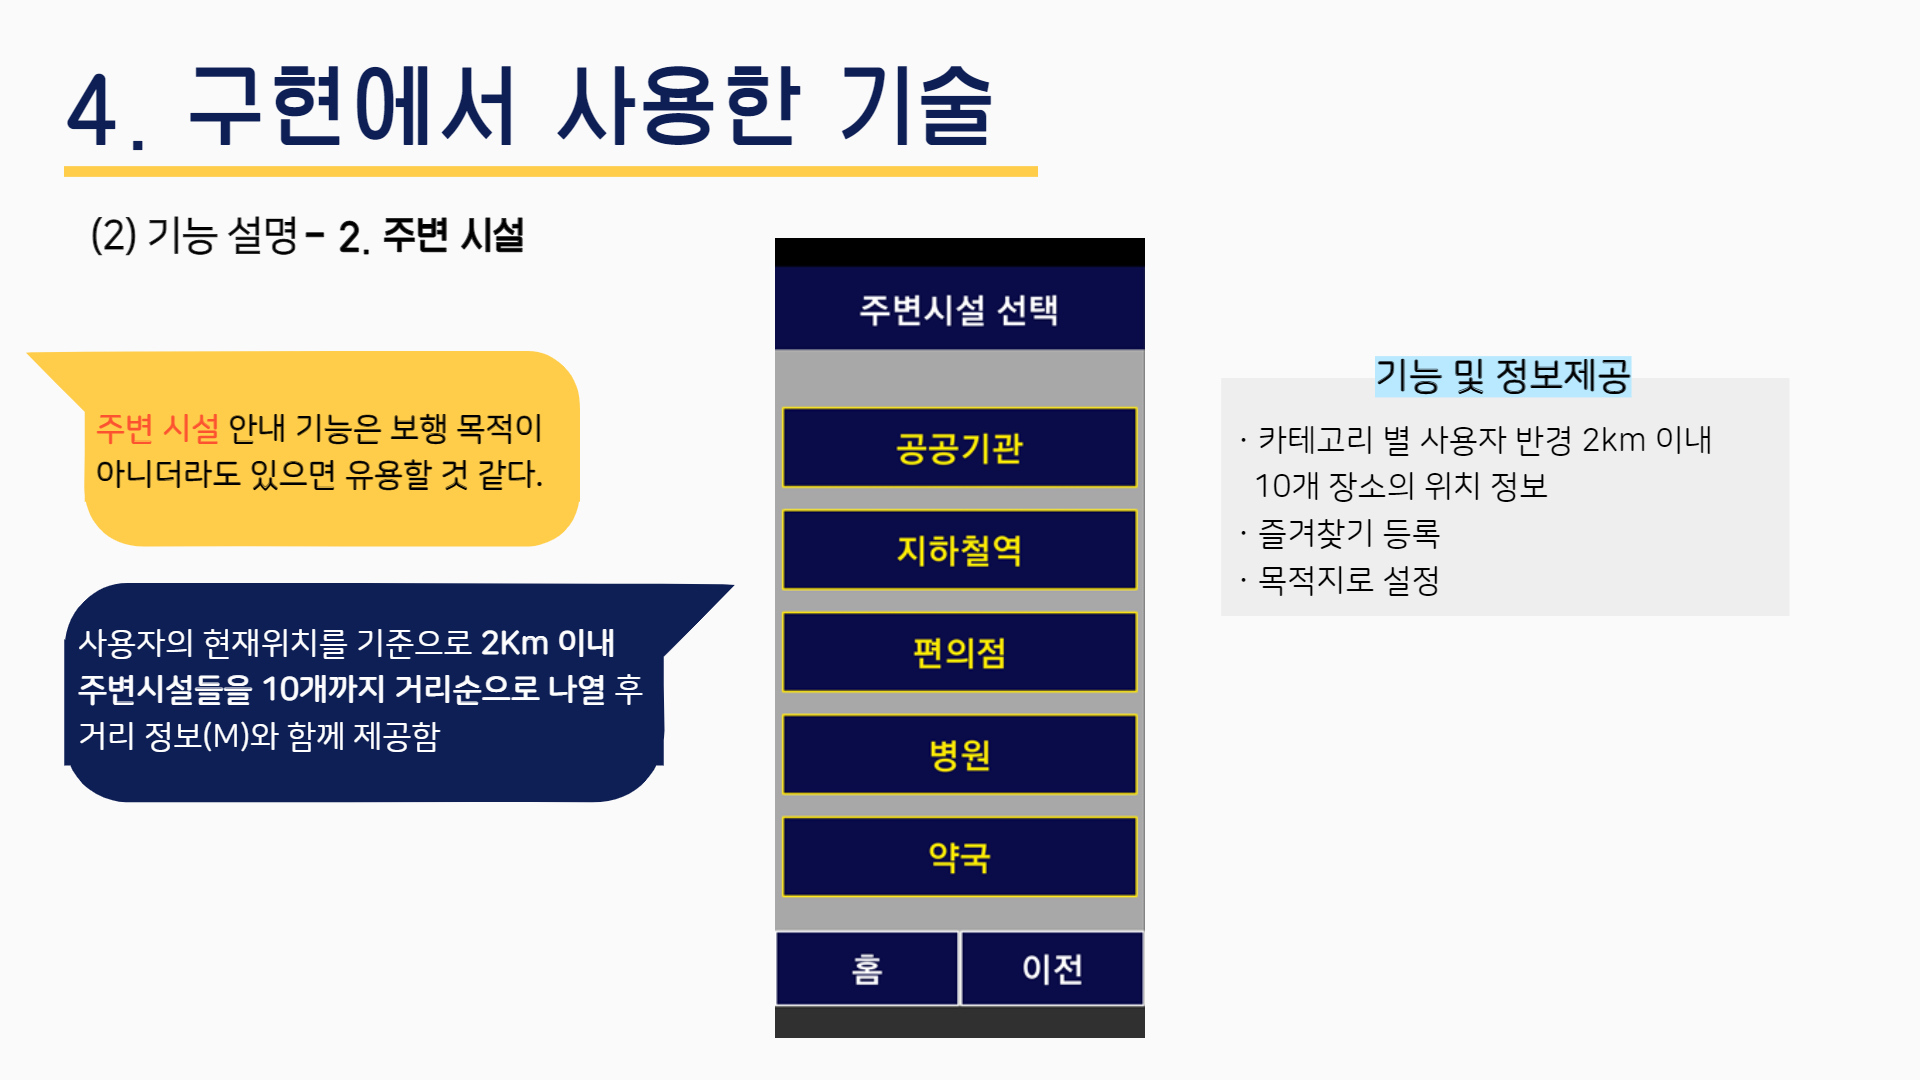 4. 구현에서 사용한 기술
(2) 기능 설명 - 2. 주변 시설
주변 시설 안내 기능은 보행 목적이
아니더라도 있으면 유용할 것 같다.
사용자의 현재위치를 기준으로 2Km 이내
주변시설들을 10개까지 거리순으로 나열 후
거리 정보(M)와 함께 제공함
주변시설 선택
공공기관
지하철역
편의점
병원
약국
홈
이전
기능 및 정보제공
· 카테고리 별 사용자 반경 2km 이내
10개 장소의 위치 정보
· 즐겨찾기 등록
· 목적지로 설정